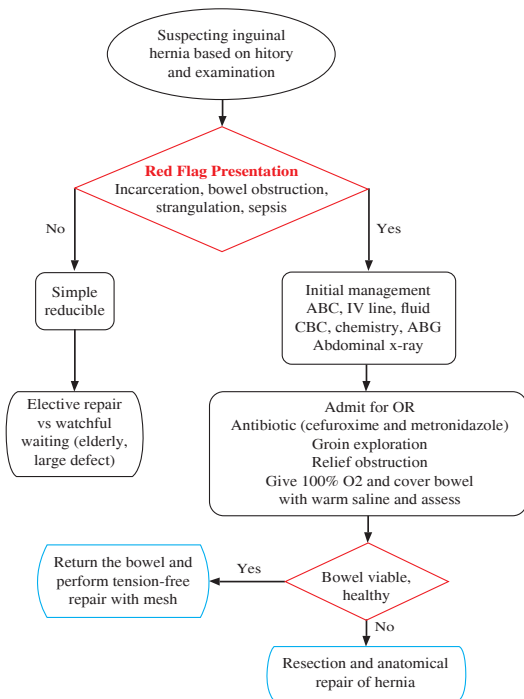 Suspecting inguinal
hernia based on hitory
and examination
Red Flag Presentation
Incarceration, bowel obstruction,
strangulation, sepsis
No
Yes
Simple
reducible
Initial management
ABC, IV line, fluid
CBC, chemistry, ABG
Abdominal x-ray
Elective repair
vs watchful
waiting (elderly,
large defect)
Admit for OR
Antibiotic (cefuroxime and metronidazole)
Groin exploration
Relief obstruction
Give 100% O2 and cover bowel
with warm saline and assess
Return the bowel and
perform tension-free
repair with mesh
Yes
Bowel viable,
healthy
No
Resection and anatomical
repair of hernia